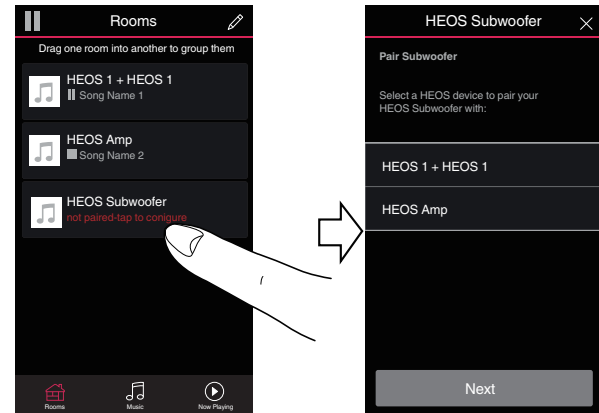 Rooms
Drag one room into another to group them
HEOS 1 + HEOS 1
Song Name 1
HEOS Amp
Song Name 2
HEOS Subwoofer
not paired-tap to conigure
Rooms
Music
Now Playing
HEOS Subwoofer
Pair Subwoofer
Select a HEOS device to pair your
HEOS Subwoofer with:
HEOS 1 + HEOS 1
HEOS Amp
Next